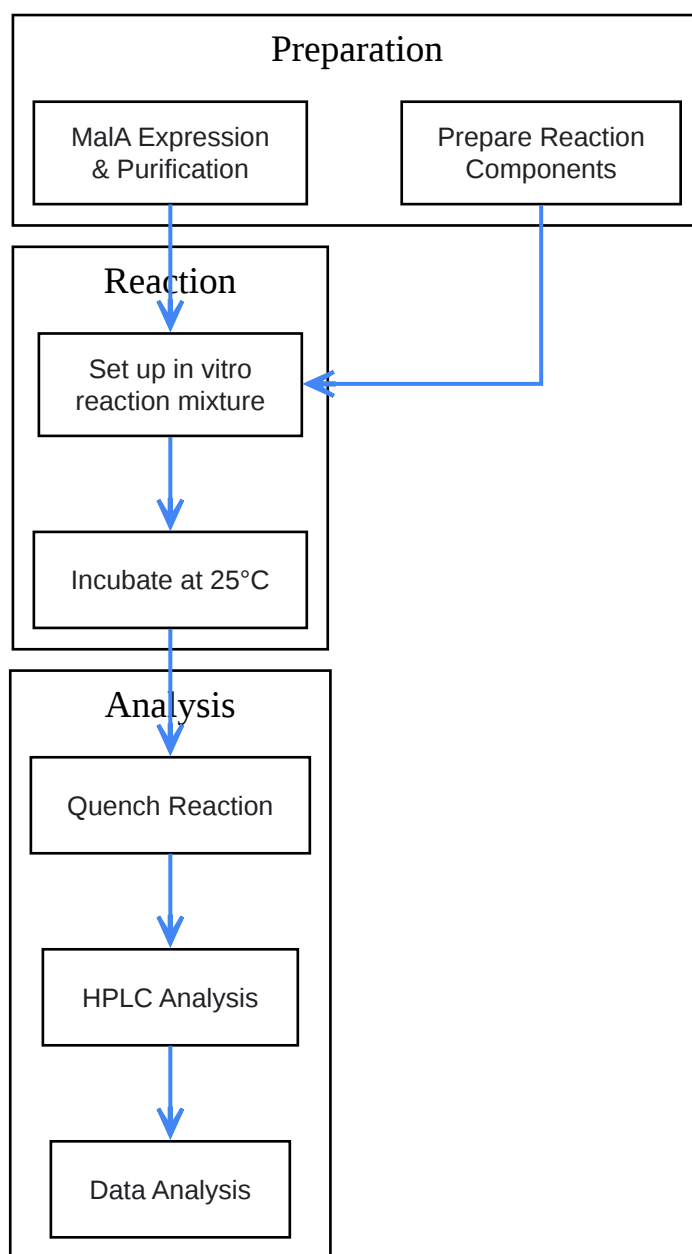 Preparation
MalA Expression
& Purification
Prepare Reaction
Components
Reaction
Set up in vitro
reaction mixture
Incubate at 25°C
Analysis
Quench Reaction
HPLC Analysis
Data Analysis